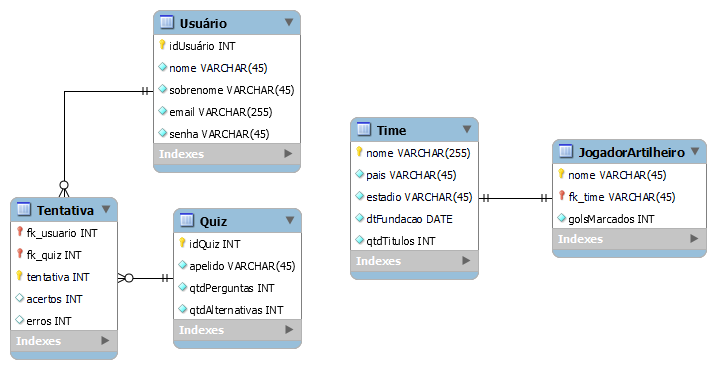 Usuário
idUsuário INT
nome VARCHAR(45)
sobrenome VARCHAR(45)
email VARCHAR(255)
senha VARCHAR(45)
Indexes
Tentativa
fk_usuario INT
fk_quiz INT
tentativa INT
acertos INT
erros INT
Indexes
Quiz
idQuiz INT
apelido VARCHAR(45)
qtdPerguntas INT
qtdAlternativas INT
Indexes
Time
nome VARCHAR(255)
pais VARCHAR(45)
estadio VARCHAR(45)
dtFundacao DATE
qtdTitulos INT
Indexes
JogadorArtilheiro
nome VARCHAR(45)
fk_time VARCHAR(45)
golsMarcados INT
Indexes